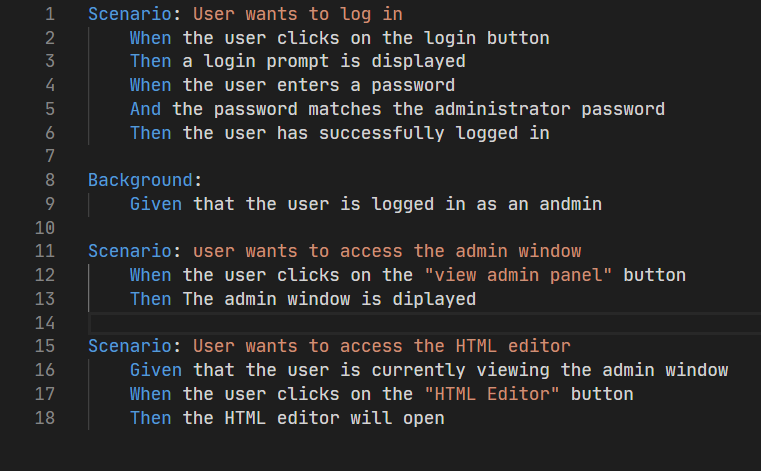 1 Scenario: User wants to log in
2 When the user clicks on the login button
3 Then a login prompt is displayed
4 When the user enters a password
5 And the password matches the administrator password
6 Then the user has successfully logged in
7
8 Background:
9 Given that the user is logged in as an andmin
10
11 Scenario: user wants to access the admin window
12 When the user clicks on the "view admin panel" button
13 Then The admin window is diplayed
14
15 Scenario: User wants to access the HTML editor
16 Given that the user is currently viewing the admin window
17 When the user clicks on the "HTML Editor" button
18 Then the HTML editor will open